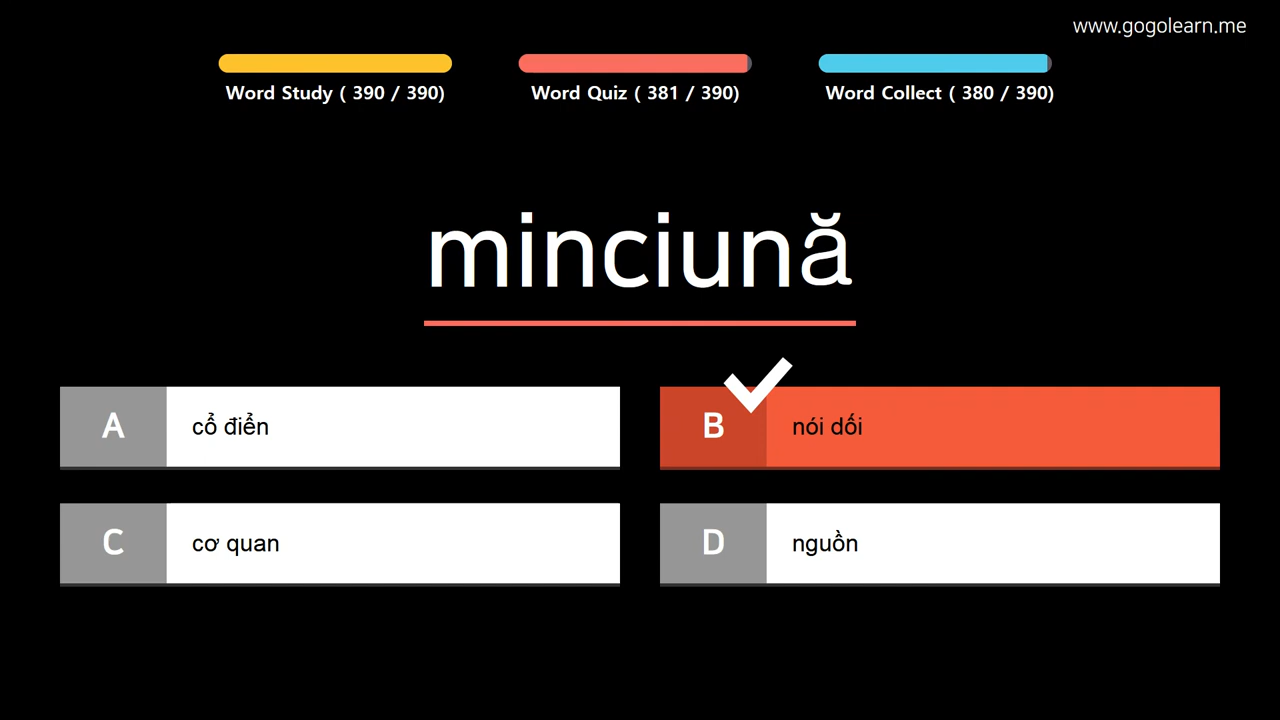 www.gogolearn.me
Word Study ( 390 / 390)
Word Quiz ( 381 / 390)
Word Collect ( 380 / 390)
minciună
A
cổ điển
B
nói dối
C
cơ quan
D
nguồn